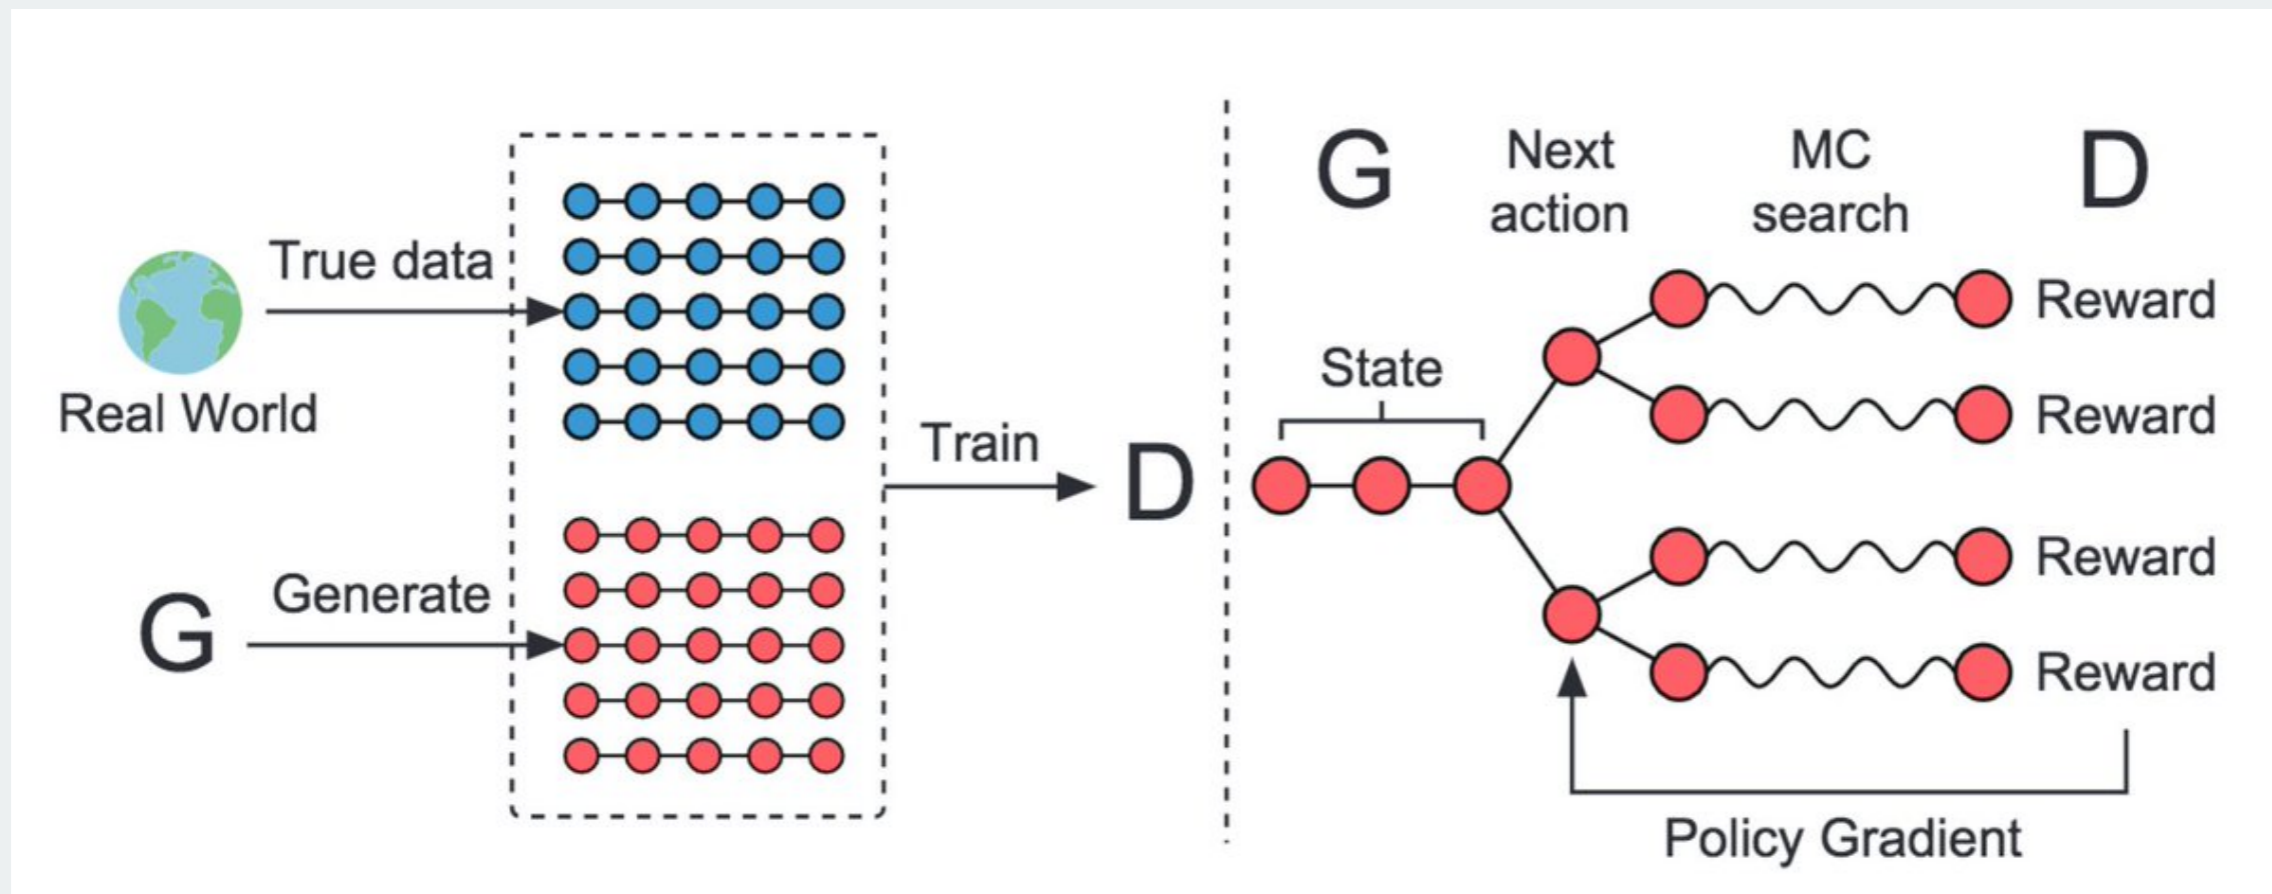 True data
Real World
Generate
G
Train
D
G
Next
action
MC
search
D
State
Reward
Reward
Reward
Reward
Policy Gradient